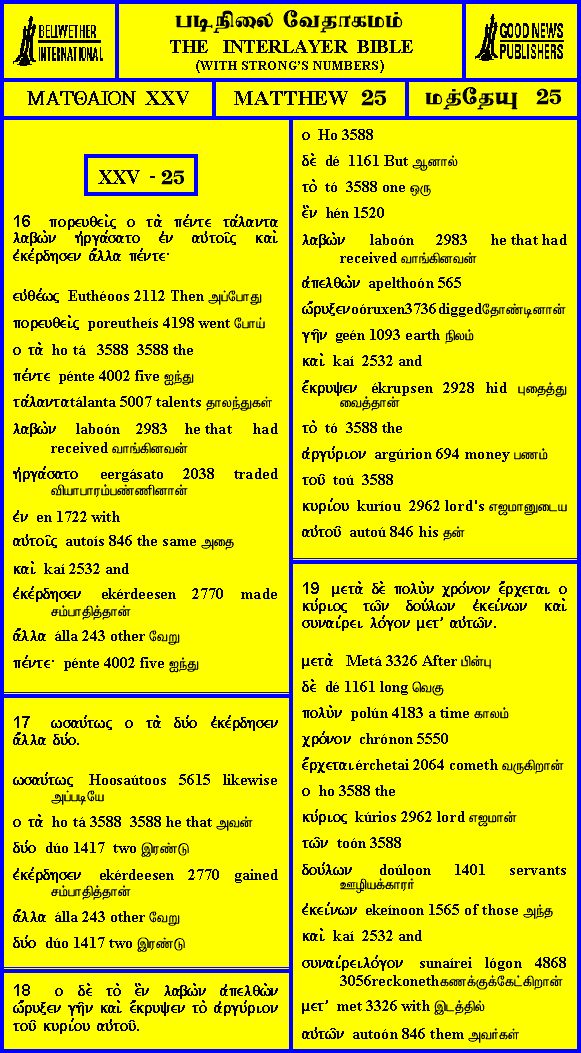 BELLWETHER
INTERNATIONAL
படிநிலை வேதாகமம்
THE INTERLAYER BIBLE
(WITH STRONG'S NUMBERS)
GOOD NEWS
PUBLISHERS
ΜΑΤΘΑΙΟΝ XXV
MATTHEW 25
மத்தேயு 25
XXV - 25
16 πορευθεὶς ο τὰ πέντε τάλαντα
λαβὼν ἠργάσατο ἐν αὐτοῖς καὶ
ἐκέρδησεν ἄλλα πέντε·
εὐθέως Euthéoos 2112 Then அப்போது
πορευθεὶς poreutheís 4198 went போய்
ο τὰ ho tá 3588 3588 the
πέντε pénte 4002 five ஐந்து
τάλαντα tálanta 5007 talents தாலந்துகள்
λαβὼν laboón 2983 he that had
received வாங்கினவன்
ἠργάσατο eergásato 2038 traded
வியாபாரம்பண்ணினான்
ἐν en 1722 with
αὐτοῖς autoís 846 the same அதை
καὶ kaí 2532 and
ἐκέρδησεν ekérdeesen 2770 made
சம்பாதித்தான்
ἄλλα álla 243 other வேறு
πέντε· pénte 4002 five ஐந்து
17 ωσαύτως ο τὰ δύο ἐκέρδησεν
ἄλλα δύο.
ωσαύτως Hoosaútoos 5615 likewise
அப்படியே
ο τὰ ho tá 3588 3588 he that அவன்
δύο dúo 1417 two இரண்டு
ἐκέρδησεν ekérdeesen 2770 gained
சம்பாதித்தான்
ἄλλα álla 243 other வேறு
δύο dúo 1417 two இரண்டு
18 ο δὲ τὸ ἓν λαβὼν ἀπελθὼν
ὤρυξεν γῆν καὶ ἔκρυψεν τὸ ἀργύριον
τοῦ κυρίου αὐτοῦ.
ο Ho 3588
δὲ dé 1161 But ஆனால்
τὸ tó 3588 one ஒரு
ἓν hén 1520
λαβὼν laboón 2983 he that had
received வாங்கினவன்
ἀπελθὼν apelthoón 565
ὤρυξεν oóruxen 3736 digged தோண்டினான்
γῆν geén 1093 earth நிலம்
καὶ kaí 2532 and
ἔκρυψεν ékrupsen 2928 hid புதைத்து
வைத்தான்
τὸ tó 3588 the
ἀργύριον argúrion 694 money பணம்
τοῦ toú 3588
κυρίου kuríou 2962 lord's எஜமானுடைய
αὐτοῦ autoú 846 his தன்
19 μετὰ δὲ πολὺν χρόνον ἔρχεται ο
κύριος τῶν δούλων ἐκείνων καὶ
συναίρει λόγον μετ' αὐτῶν.
μετὰ Metá 3326 After பின்பு
δὲ dé 1161 long வெகு
πολὺν polún 4183 a time காலம்
χρόνον chrónon 5550
ἔρχεται érchetai 2064 cometh வருகிறான்
ο ho 3588 the
κύριος kúrios 2962 lord எஜமான்
τῶν toón 3588
δούλων doúloon 1401 servants
ஊழியக்காரர்
ἐκείνων ekeínoon 1565 of those அந்த
καὶ kaí 2532 and
συναίρει λόγον sunaírei lógon 4868
3056 reckoneth கணக்குக்கேட்கிறான்
μετ' met 3326 with இடத்தில்
αὐτῶν autoón 846 them அவர்கள்